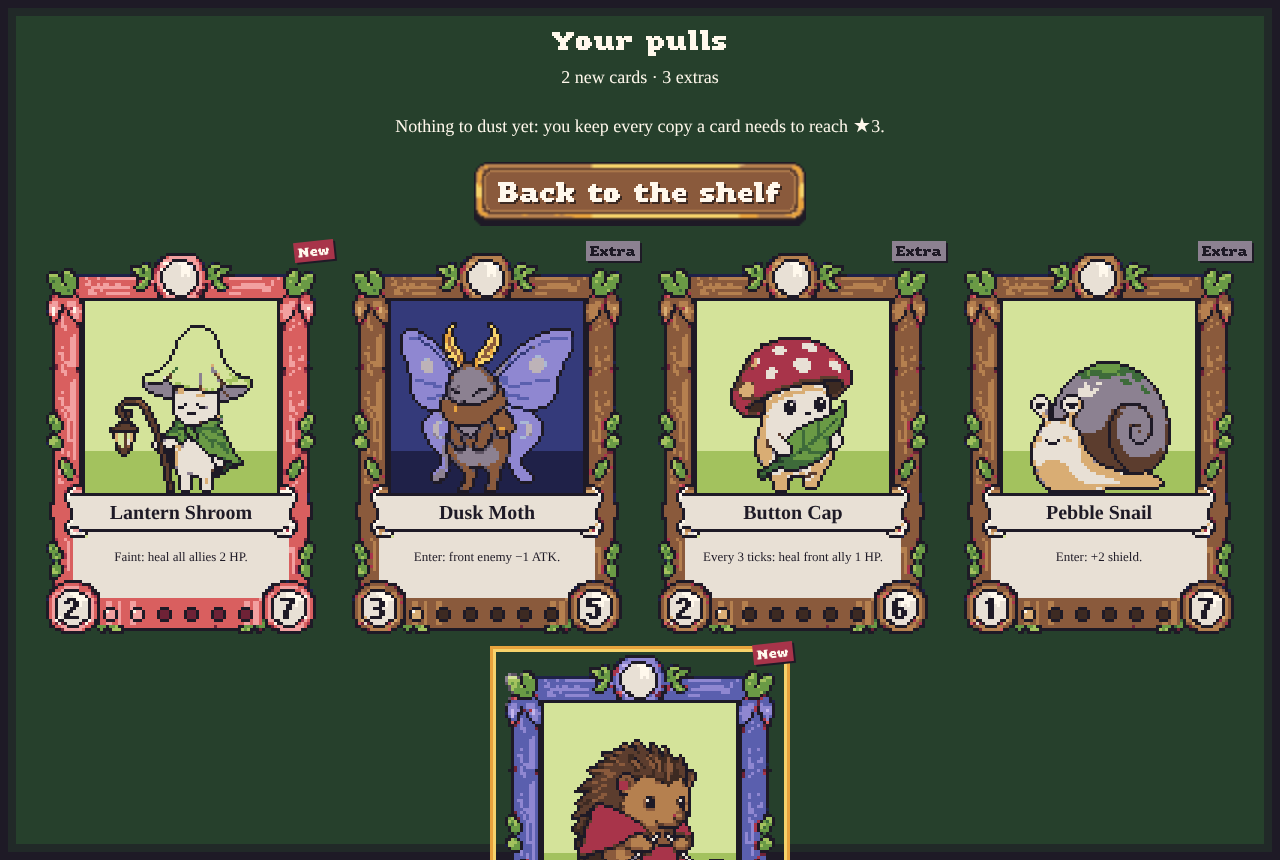 Your pulls
2 new cards · 3 extras
Nothing to dust yet: you keep every copy a card needs to reach ★3.
Back to the shelf
New
Extra
Extra
Extra
Lantern Shroom
Dusk Moth
Button Cap
Pebble Snail
Faint: heal all allies 2 HP.
Enter: front enemy −1 ATK.
Every 3 ticks: heal front ally 1 HP.
Enter: +2 shield.
2 7
3 5
2 6
1 7
New